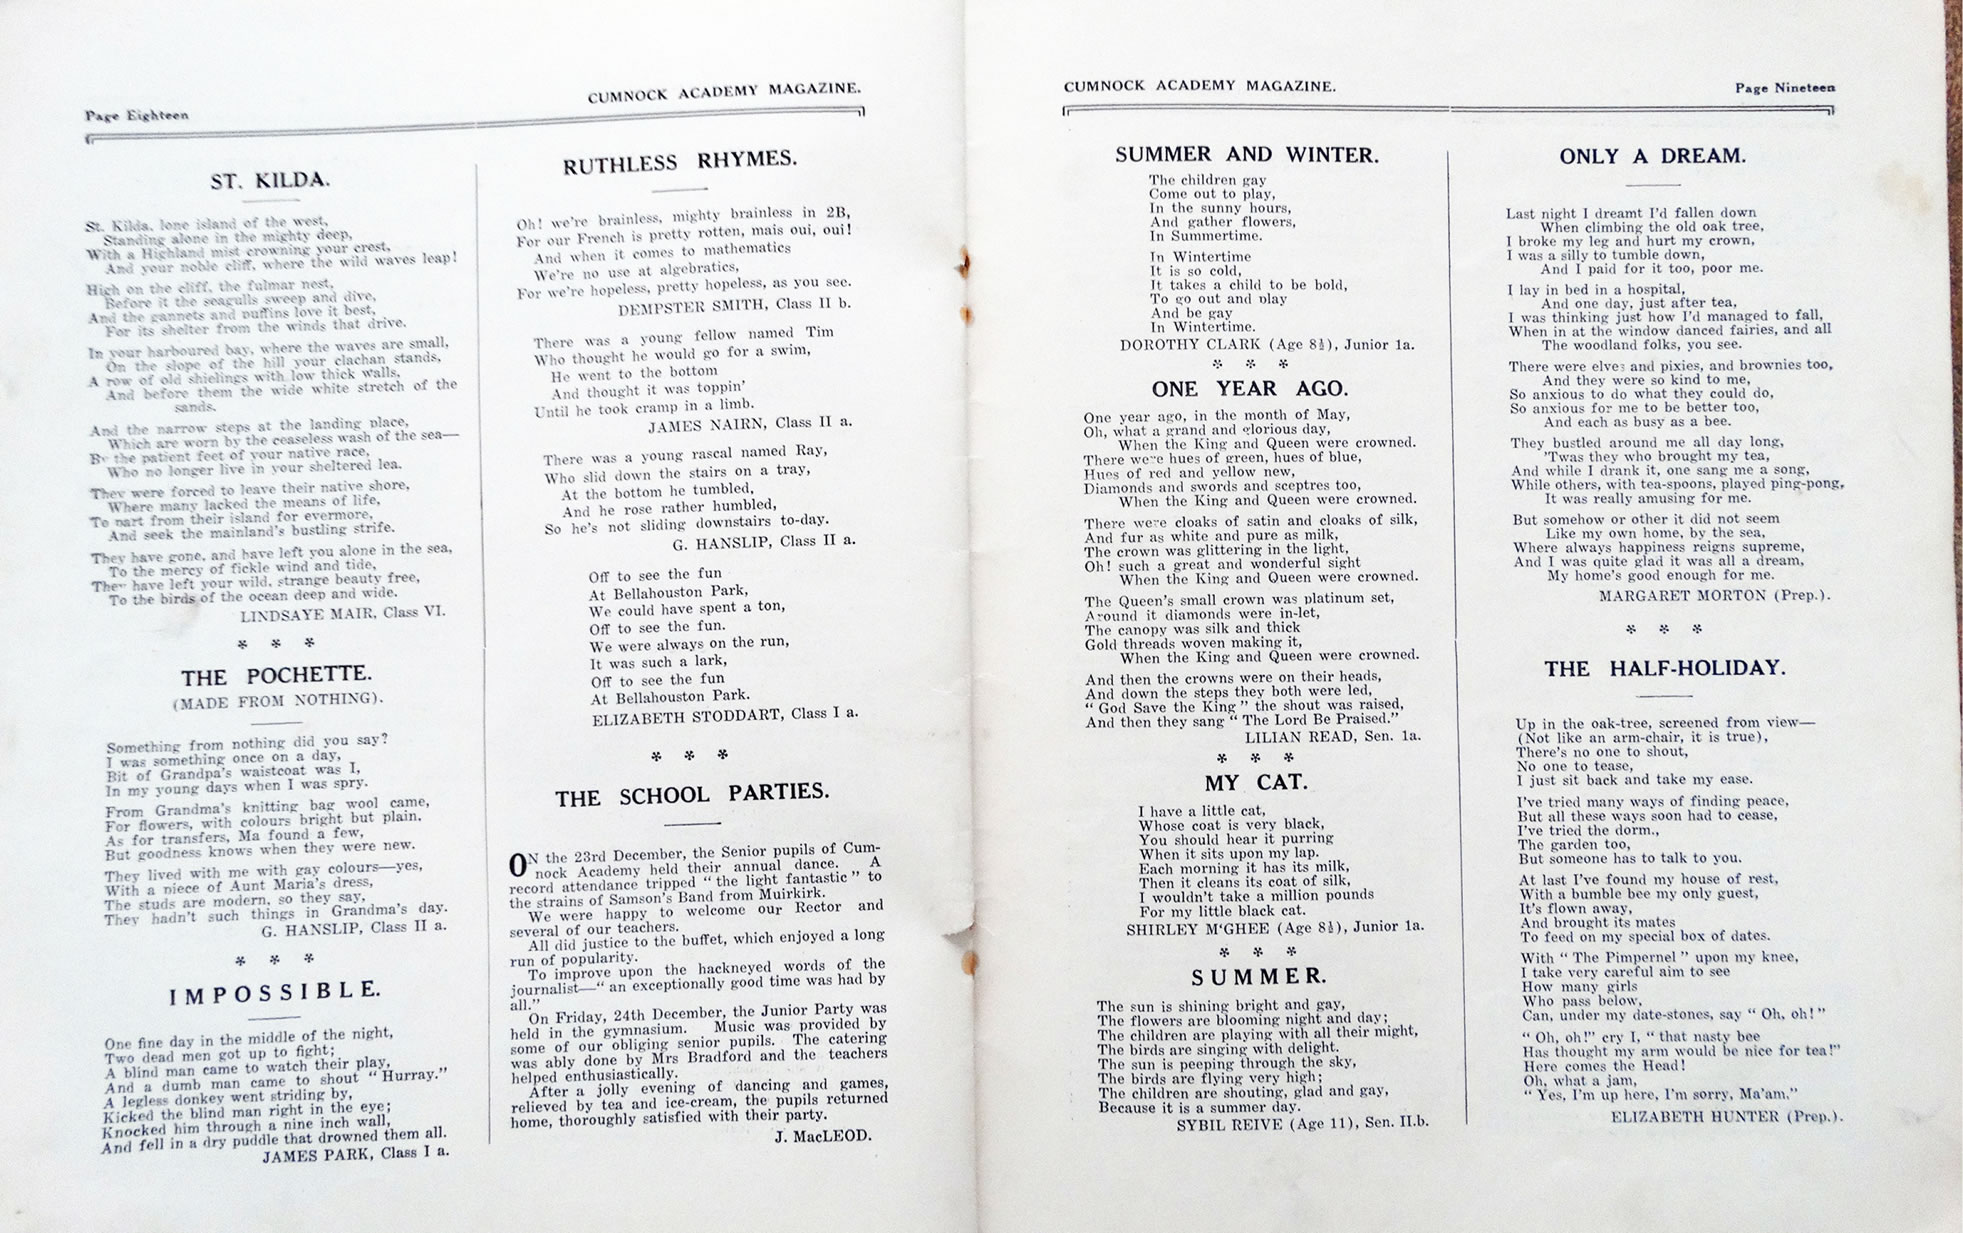 Page Eighteen
CUMNOCK ACADEMY MAGAZINE.
ST. KILDA.
St. Kilda, lone island of the west,
Standing alone in the mighty deep,
With a Highland mist crowning your crest,
And your noble cliff, where the wild waves leap!
High on the cliff, the fulmar nest,
Before it the seagulls sweep and dive,
And the gannets and puffins love it best,
For its shelter from the winds that drive.
In your harboured bay, where the waves are small,
On the slope of the hill your clachan stands,
A row of old shielings with low thick walls,
And before them the wide white stretch of the
sands.
And the narrow steps at the landing place,
Which are worn by the ceaseless wash of the sea—
By the patient feet of your native race,
Who no longer live in your sheltered lea.
They were forced to leave their native shore,
Where many lacked the means of life,
To part from their island for evermore,
And seek the mainland's bustling strife.
They have gone, and have left you alone in the sea,
To the mercy of fickle wind and tide,
They have left your wild, strange beauty free,
To the birds of the ocean deep and wide.
LINDSAYE MAIR, Class VI.
* * *
THE POCHETTE.
(MADE FROM NOTHING).
Something from nothing did you say?
I was something once on a day,
Bit of Grandpa's waistcoat was I,
In my young days when I was spry.
From Grandma's knitting bag wool came,
For flowers, with colours bright but plain.
As for transfers, Ma found a few,
But goodness knows when they were new.
They lived with me with gay colours—yes,
With a piece of Aunt Maria's dress,
The studs are modern, so they say,
They hadn't such things in Grandma's day.
G. HANSLIP, Class II a.
* * *
IMPOSSIBLE.
One fine day in the middle of the night,
Two dead men got up to fight;
A blind man came to watch their play,
And a dumb man came to shout "Hurray."
A legless donkey went striding by,
Kicked the blind man right in the eye;
Knocked him through a nine inch wall,
And fell in a dry puddle that drowned them all.
JAMES PARK, Class I a.
RUTHLESS RHYMES.
Oh! we're brainless, mighty brainless in 2B,
For our French is pretty rotten, mais oui, oui!
And when it comes to mathematics
We're no use at algebratics,
For we're hopeless, pretty hopeless, as you see.
DEMPSTER SMITH, Class II b.
There was a young fellow named Tim
Who thought he would go for a swim,
He went to the bottom
And thought it was toppin'
Until he took cramp in a limb.
JAMES NAIRN, Class II a.
There was a young rascal named Ray,
Who slid down the stairs on a tray,
At the bottom he tumbled,
And he rose rather humbled,
So he's not sliding downstairs to-day.
G. HANSLIP, Class II a.
Off to see the fun
At Bellahouston Park,
We could have spent a ton,
Off to see the fun.
We were always on the run,
It was such a lark,
Off to see the fun
At Bellahouston Park.
ELIZABETH STODDART, Class I a.
* * *
THE SCHOOL PARTIES.
ON the 23rd December, the Senior pupils of Cum-
nock Academy held their annual dance. A
record attendance tripped "the light fantastic" to
the strains of Samson's Band from Muirkirk.
We were happy to welcome our Rector and
several of our teachers.
All did justice to the buffet, which enjoyed a long
run of popularity.
To improve upon the hackneyed words of the
journalist—"an exceptionally good time was had by
all."
On Friday, 24th December, the Junior Party was
held in the gymnasium. Music was provided by
some of our obliging senior pupils. The catering
was ably done by Mrs Bradford and the teachers
helped enthusiastically.
After a jolly evening of dancing and games,
relieved by tea and ice-cream, the pupils returned
home, thoroughly satisfied with their party.
J. MacLEOD.
CUMNOCK ACADEMY MAGAZINE.
Page Nineteen
SUMMER AND WINTER.
The children gay
Come out to play,
In the sunny hours,
And gather flowers,
In Summertime.
In Wintertime
It is so cold,
It takes a child to be bold,
To go out and play
And be gay
In Wintertime.
DOROTHY CLARK (Age 8½), Junior 1a.
* * *
ONE YEAR AGO.
One year ago, in the month of May,
Oh, what a grand and glorious day,
When the King and Queen were crowned.
There were hues of green, hues of blue,
Hues of red and yellow new,
Diamonds and swords and sceptres too,
When the King and Queen were crowned.
There were cloaks of satin and cloaks of silk,
And fur as white and pure as milk,
The crown was glittering in the light,
Oh! such a great and wonderful sight
When the King and Queen were crowned.
The Queen's small crown was platinum set,
Around it diamonds were in-let,
The canopy was silk and thick
Gold threads woven making it,
When the King and Queen were crowned.
And then the crowns were on their heads,
And down the steps they both were led,
"God Save the King" the shout was raised,
And then they sang "The Lord Be Praised."
LILIAN READ, Sen. 1a.
* * *
MY CAT.
I have a little cat,
Whose coat is very black,
You should hear it purring
When it sits upon my lap.
Each morning it has its milk,
Then it cleans its coat of silk,
I wouldn't take a million pounds
For my little black cat.
SHIRLEY M'GHEE (Age 8½), Junior 1a.
* * *
SUMMER.
The sun is shining bright and gay,
The flowers are blooming night and day;
The children are playing with all their might,
The birds are singing with delight.
The sun is peeping through the sky,
The birds are flying very high;
The children are shouting, glad and gay,
Because it is a summer day.
SYBIL REIVE (Age 11), Sen. II.b.
ONLY A DREAM.
Last night I dreamt I'd fallen down
When climbing the old oak tree,
I broke my leg and hurt my crown,
I was a silly to tumble down,
And I paid for it too, poor me.
I lay in bed in a hospital,
And one day, just after tea,
I was thinking just how I'd managed to fall,
When in at the window danced fairies, and all
The woodland folks, you see.
There were elves and pixies, and brownies too,
And they were so kind to me,
So anxious to do what they could do,
So anxious for me to be better too,
And each as busy as a bee.
They bustled around me all day long,
'Twas they who brought my tea,
And while I drank it, one sang me a song,
While others, with tea-spoons, played ping-pong,
It was really amusing for me.
But somehow or other it did not seem
Like my own home, by the sea,
Where always happiness reigns supreme,
And I was quite glad it was all a dream,
My home's good enough for me.
MARGARET MORTON (Prep.).
* * *
THE HALF-HOLIDAY.
Up in the oak-tree, screened from view—
(Not like an arm-chair, it is true),
There's no one to shout,
No one to tease,
I just sit back and take my ease.
I've tried many ways of finding peace,
But all these ways soon had to cease,
I've tried the dorm.,
The garden too,
But someone has to talk to you.
At last I've found my house of rest,
With a bumble bee my only guest,
It's flown away,
And brought its mates
To feed on my special box of dates.
With "The Pimpernel" upon my knee,
I take very careful aim to see
How many girls
Who pass below,
Can, under my date-stones, say "Oh, oh!"
"Oh, oh!" cry I, "that nasty bee
Has thought my arm would be nice for tea!"
Here comes the Head!
Oh, what a jam,
"Yes, I'm up here, I'm sorry, Ma'am."
ELIZABETH HUNTER (Prep.).